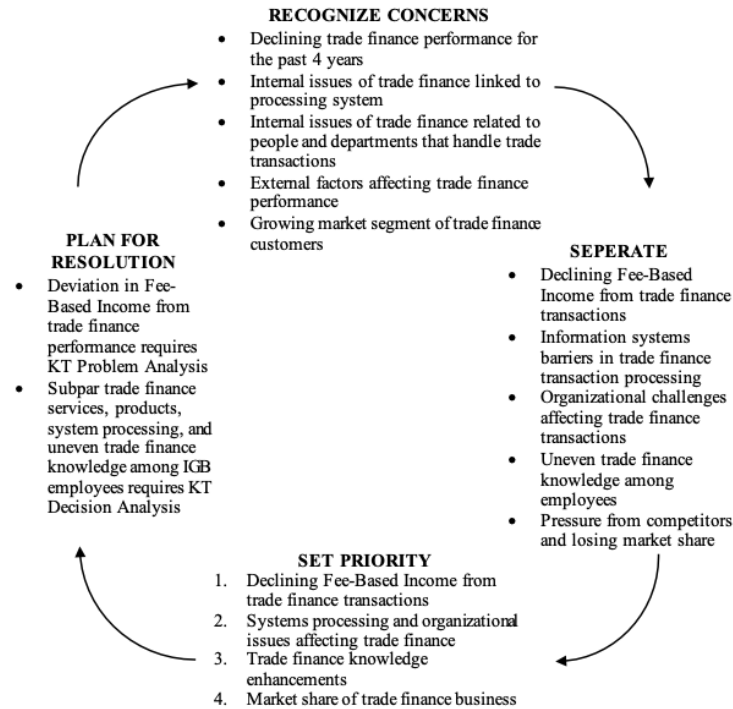 RECOGNIZE CONCERNS
• Declining trade finance performance for
the past 4 years
• Internal issues of trade finance linked to
processing system
• Internal issues of trade finance related to
people and departments that handle trade
transactions
• External factors affecting trade finance
performance
• Growing market segment of trade finance
customers
SEPERATE
• Declining Fee-Based
Income from trade finance
transactions
• Information systems
barriers in trade finance
transaction processing
• Organizational challenges
affecting trade finance
transactions
• Uneven trade finance
knowledge among
employees
• Pressure from competitors
and losing market share
SET PRIORITY
1. Declining Fee-Based Income from
trade finance transactions
2. Systems processing and organizational
issues affecting trade finance
3. Trade finance knowledge
enhancements
4. Market share of trade finance business
PLAN FOR
RESOLUTION
• Deviation in Fee-
Based Income from
trade finance
performance requires
KT Problem Analysis
• Subpar trade finance
services, products,
system processing, and
uneven trade finance
knowledge among IGB
employees requires KT
Decision Analysis